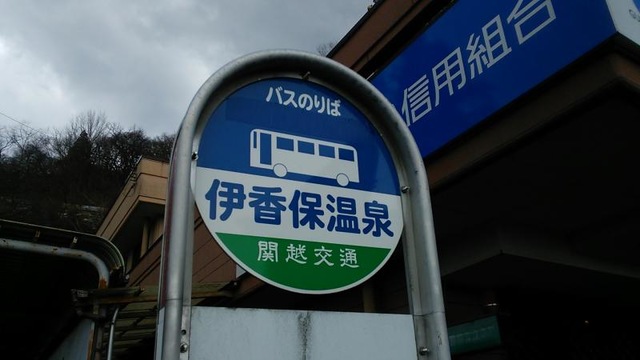 バスのりば
伊香保温泉
関越交通
信用組合